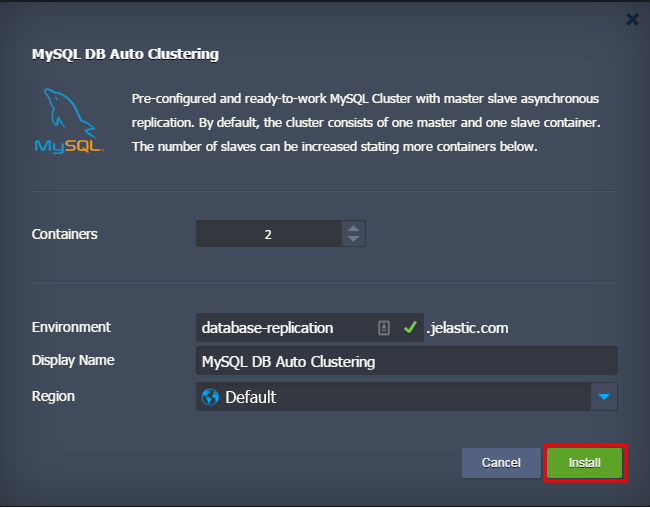 MySQL DB Auto Clustering
MySQL
Pre-configured and ready-to-work MySQL Cluster with master slave asynchronous
replication. By default, the cluster consists of one master and one slave container.
The number of slaves can be increased stating more containers below.
Containers 2
Environment database-replication .jelastic.com
Display Name MySQL DB Auto Clustering
Region Default
Cancel Install